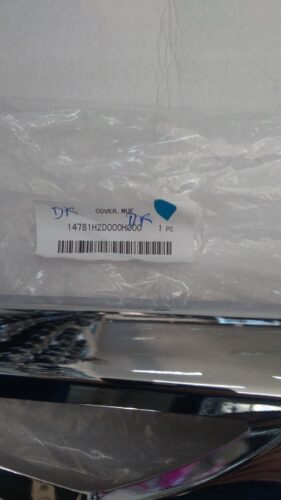 DK
COVER, MUF
DK
14781H2D000H000 1 PC